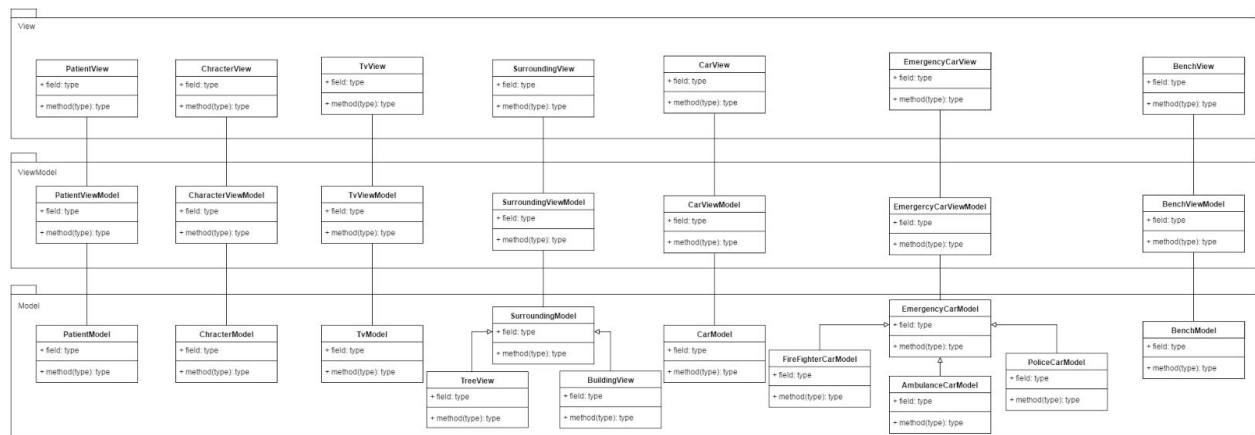 View
PatientView
+ field: type
+ method(type): type
ChracterView
+ field: type
+ method(type): type
TvView
+ field: type
+ method(type): type
SurroundingView
+ field: type
+ method(type): type
CarView
+ field: type
+ method(type): type
EmergencyCarView
+ field: type
+ method(type): type
BenchView
+ field: type
+ method(type): type
ViewModel
PatientViewModel
+ field: type
+ method(type): type
CharacterViewModel
+ field: type
+ method(type): type
TvViewModel
+ field: type
+ method(type): type
SurroundingViewModel
+ field: type
+ method(type): type
CarViewModel
+ field: type
+ method(type): type
EmergencyCarViewModel
+ field: type
+ method(type): type
BenchViewModel
+ field: type
+ method(type): type
Model
PatientModel
+ field: type
+ method(type): type
ChracterModel
+ field: type
+ method(type): type
TvModel
+ field: type
+ method(type): type
SurroundingModel
+ field: type
+ method(type): type
TreeView
+ field: type
+ method(type): type
BuildingView
+ field: type
+ method(type): type
CarModel
+ field: type
+ method(type): type
EmergencyCarModel
+ field: type
+ method(type): type
FireFighterCarModel
+ field: type
+ method(type): type
AmbulanceCarModel
+ field: type
+ method(type): type
PoliceCarModel
+ field: type
+ method(type): type
BenchModel
+ field: type
+ method(type): type